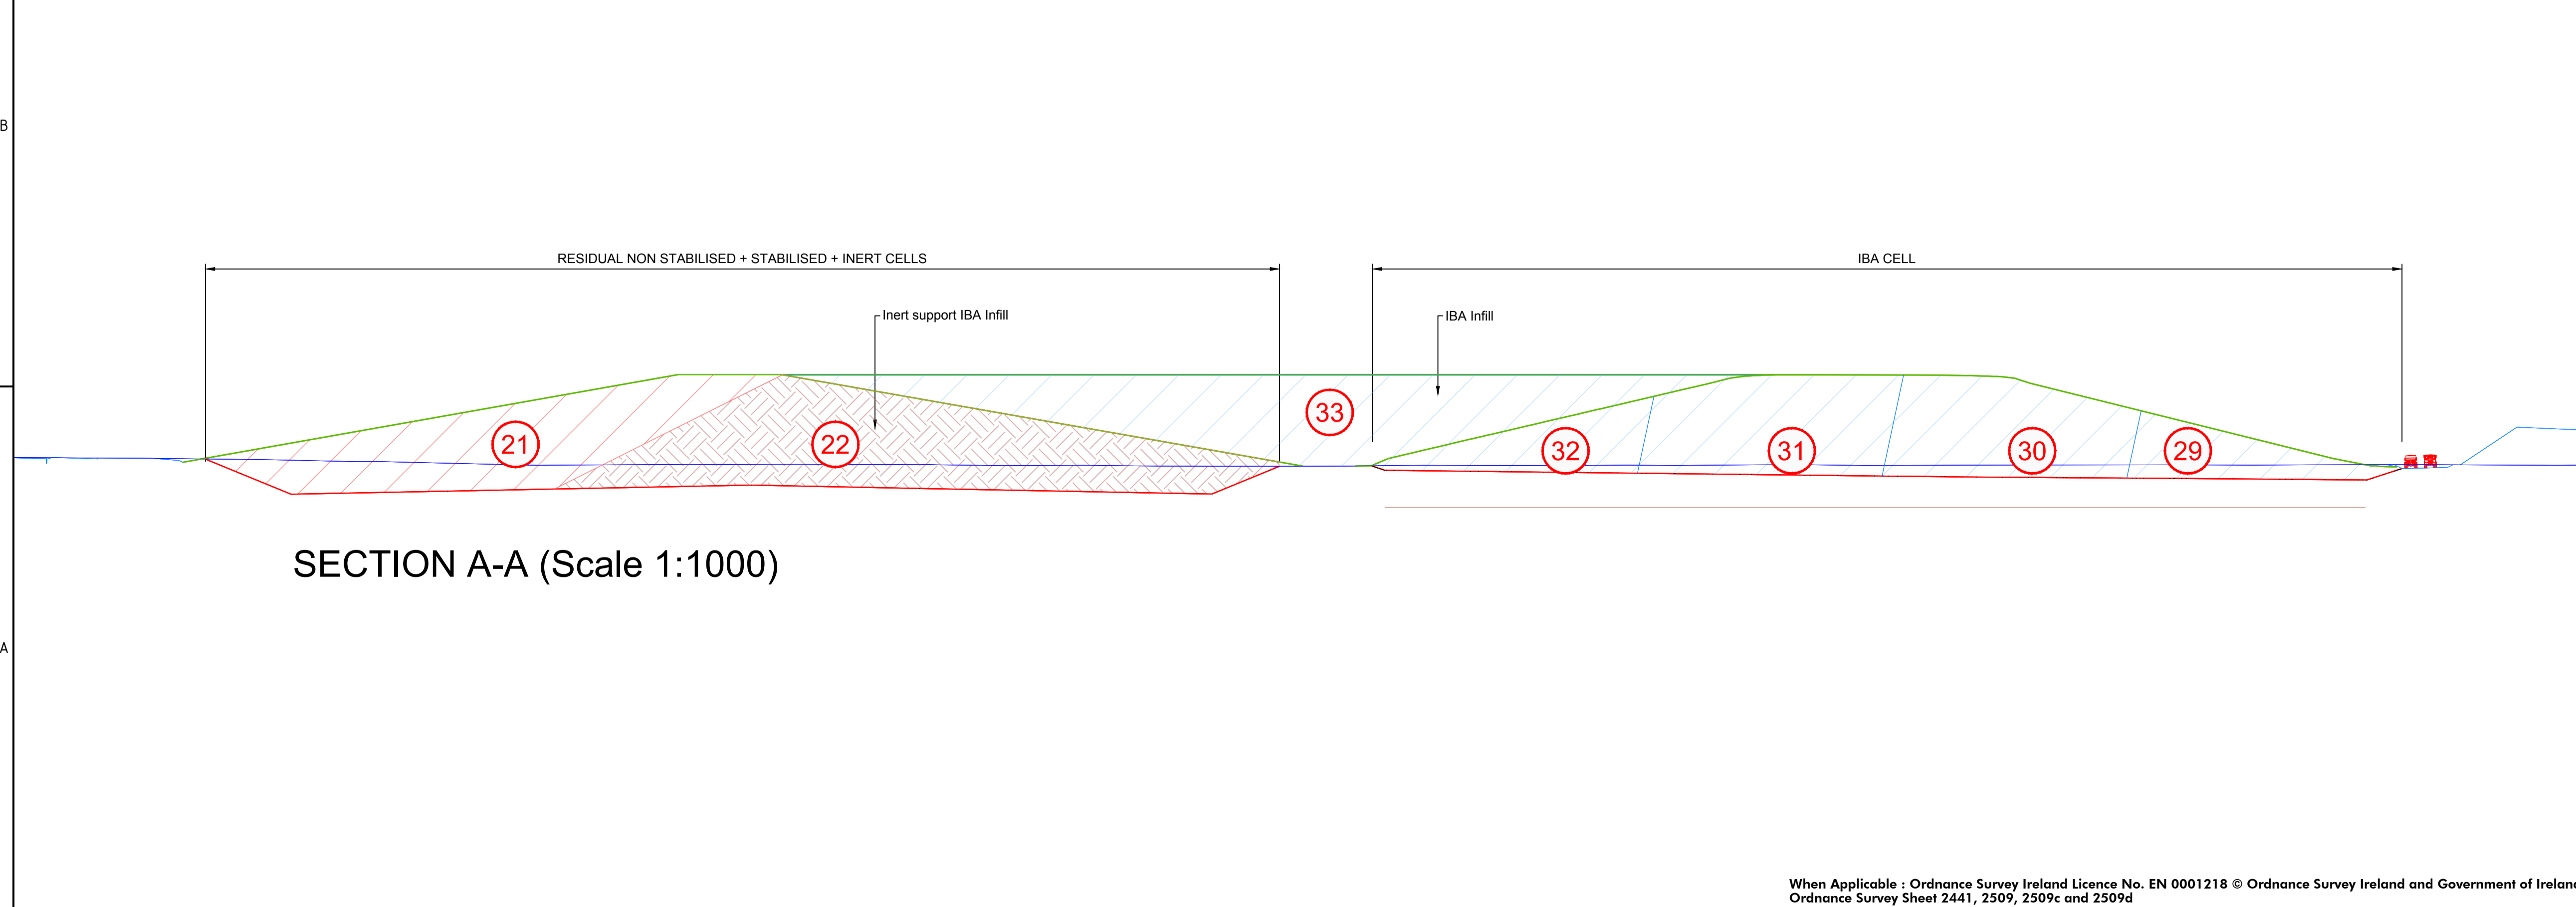 B
RESIDUAL NON STABILISED + STABILISED + INERT CELLS
IBA CELL
Inert support IBA Infill
IBA Infill
33
21
22
32
31
30
29
SECTION A-A (Scale 1:1000)
A
When Applicable : Ordnance Survey Ireland Licence No. EN 0001218 © Ordnance Survey Ireland and Government of Irelan
Ordnance Survey Sheet 2441, 2509, 2509c and 2509d